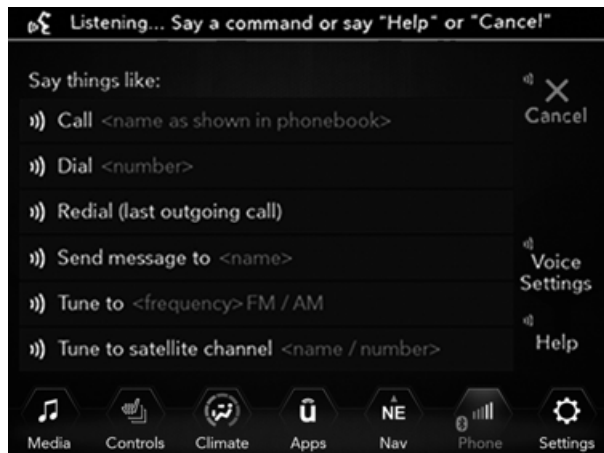 Listening... Say a command or say "Help" or "Cancel"
Say things like:
Call <name as shown in phonebook>
Cancel
Dial <number>
Redial (last outgoing call)
Send message to <name>
Voice
Settings
Tune to <frequency> FM / AM
Tune to satellite channel <name / number>
Help
NE
Media Controls Climate Apps Nav Phone Settings